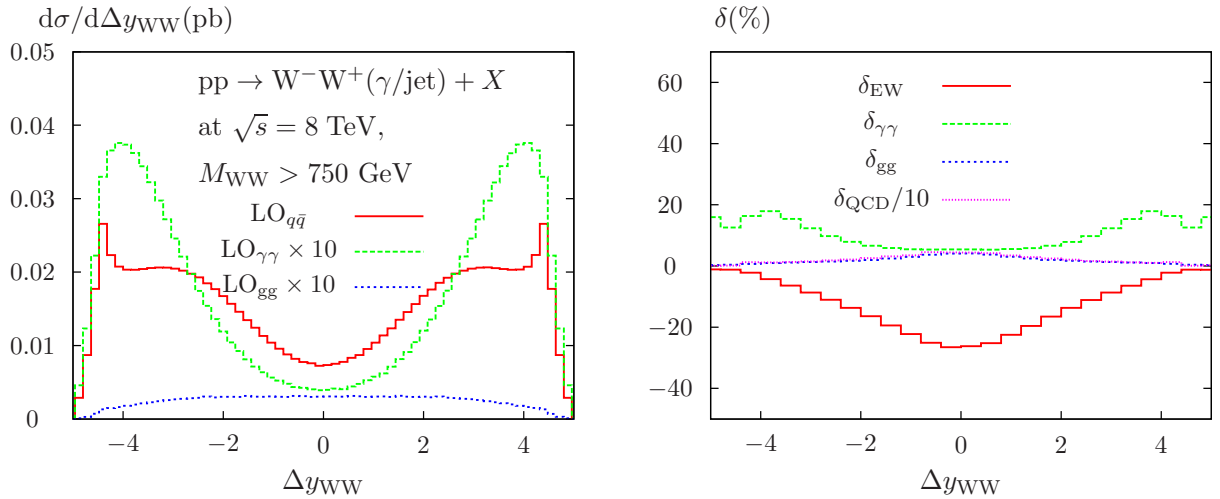 dσ/dΔy_WW(pb)
0.05
0.04
0.03
0.02
0.01
0
−4 −2 0 2 4
Δy_WW
pp → W⁻W⁺(γ/jet) + X
at √s = 8 TeV,
M_WW > 750 GeV
LO_qq̄
LO_γγ × 10
LO_gg × 10
δ(%)
60
40
20
0
−20
−40
−4 −2 0 2 4
Δy_WW
δ_EW
δ_γγ
δ_gg
δ_QCD/10